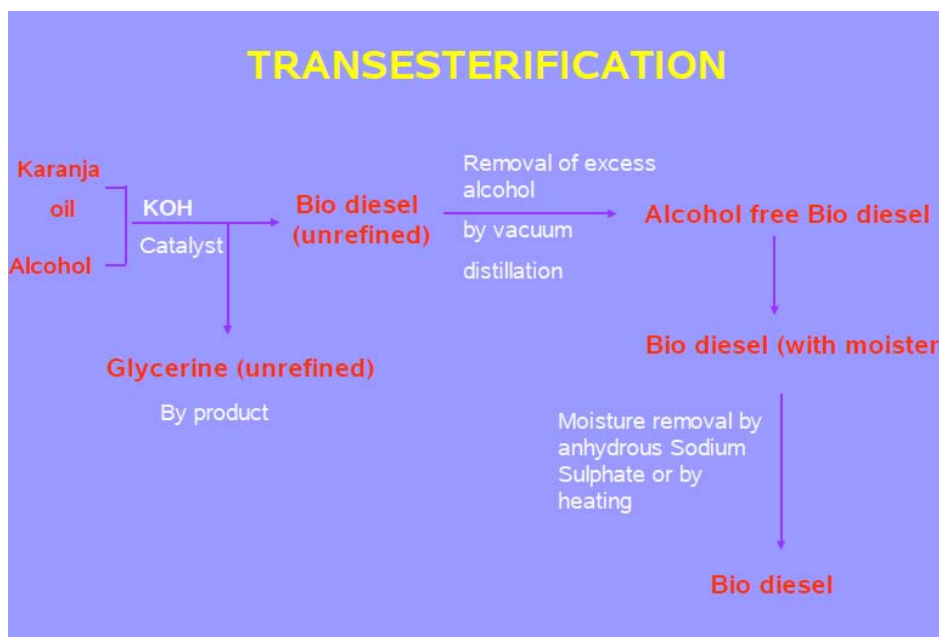 TRANSESTERIFICATION
Karanja
oil
Alcohol
KOH
Catalyst
Bio diesel
(unrefined)
Removal of excess
alcohol
by vacuum
distillation
Alcohol free Bio diesel
Glycerine (unrefined)
By product
Bio diesel (with moister
Moisture removal by
anhydrous Sodium
Sulphate or by
heating
Bio diesel